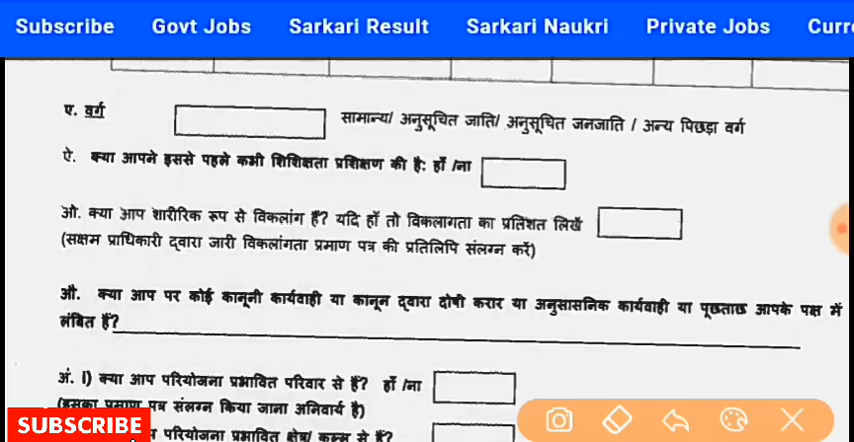 Subscribe Govt Jobs Sarkari Result Sarkari Naukri Private Jobs Curr
ए. वर्ग सामान्य/ अनुसूचित जाति/ अनुसूचित जनजाति / अन्य पिछड़ा वर्ग
ऐ. क्या आपने इससे पहले कभी शिशिक्षता प्रशिक्षण की है: हाँ /ना
ओ. क्या आप शारीरिक रूप से विकलांग हैं? यदि हाँ तो विकलागता का प्रतिशत लिखें
(सक्षम प्राधिकारी द्वारा जारी विकलांगता प्रमाण पत्र की प्रतिलिपि संलग्न करें)
औ. क्या आप पर कोई कानूनी कार्यवाही या कानून द्वारा दोषी करार या अनुसासनिक कार्यवाही या पूछताछ आपके पक्ष में
लंबित हैं?
अं. I) क्या आप परियोजना प्रभावित परिवार से हैं? हाँ /ना
(इसका प्रमाण पत्र संलग्न किया जाना अनिवार्य है)
SUBSCRIBE परियोजना प्रभावित क्षेत्र/ कस्बा से हैं?